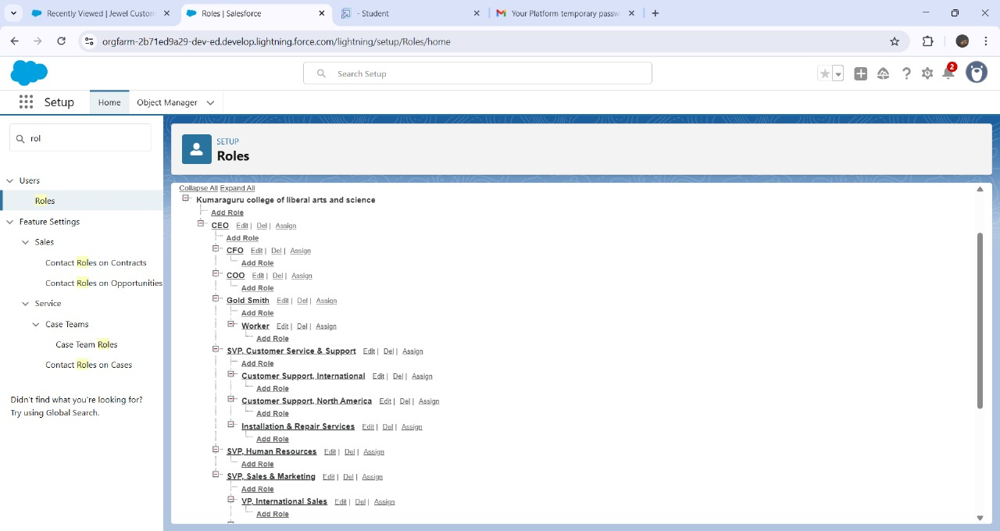 Recently Viewed | Jewel Custom
Roles | Salesforce
- Student
Your Platform temporary passw
orgfarm-2b71ed9a29-dev-ed.develop.lightning.force.com/lightning/setup/Roles/home
Search Setup
2
Setup
Home
Object Manager
rol
Users
Roles
Feature Settings
Sales
Contact Roles on Contracts
Contact Roles on Opportunities
Service
Case Teams
Case Team Roles
Contact Roles on Cases
Didn't find what you're looking for?
Try using Global Search.
SETUP
Roles
Collapse All Expand All
Kumaraguru college of liberal arts and science
Add Role
CEO Edit | Del | Assign
Add Role
CFO Edit | Del | Assign
Add Role
COO Edit | Del | Assign
Add Role
Gold Smith Edit | Del | Assign
Add Role
Worker Edit | Del | Assign
Add Role
SVP, Customer Service & Support Edit | Del | Assign
Add Role
Customer Support, International Edit | Del | Assign
Add Role
Customer Support, North America Edit | Del | Assign
Add Role
Installation & Repair Services Edit | Del | Assign
Add Role
SVP, Human Resources Edit | Del | Assign
Add Role
SVP, Sales & Marketing Edit | Del | Assign
Add Role
VP, International Sales Edit | Del | Assign
Add Role